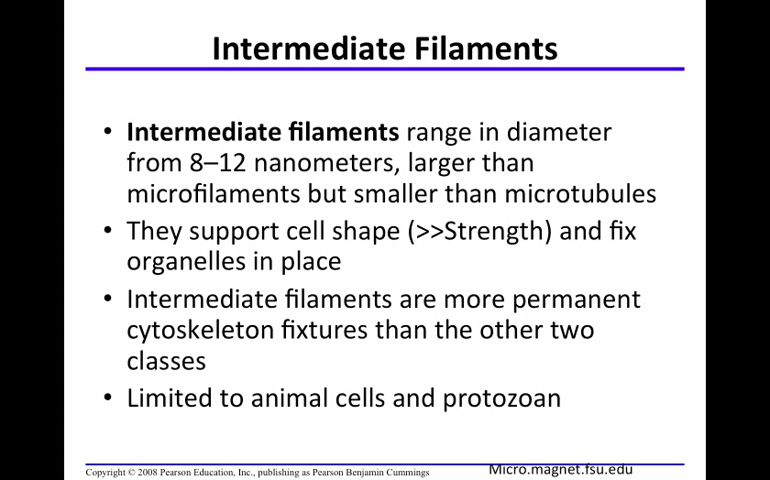 Intermediate Filaments
• Intermediate filaments range in diameter
from 8–12 nanometers, larger than
microfilaments but smaller than microtubules
• They support cell shape (>>Strength) and fix
organelles in place
• Intermediate filaments are more permanent
cytoskeleton fixtures than the other two
classes
• Limited to animal cells and protozoan
Copyright © 2008 Pearson Education, Inc., publishing as Pearson Benjamin Cummings
Micro.magnet.fsu.edu